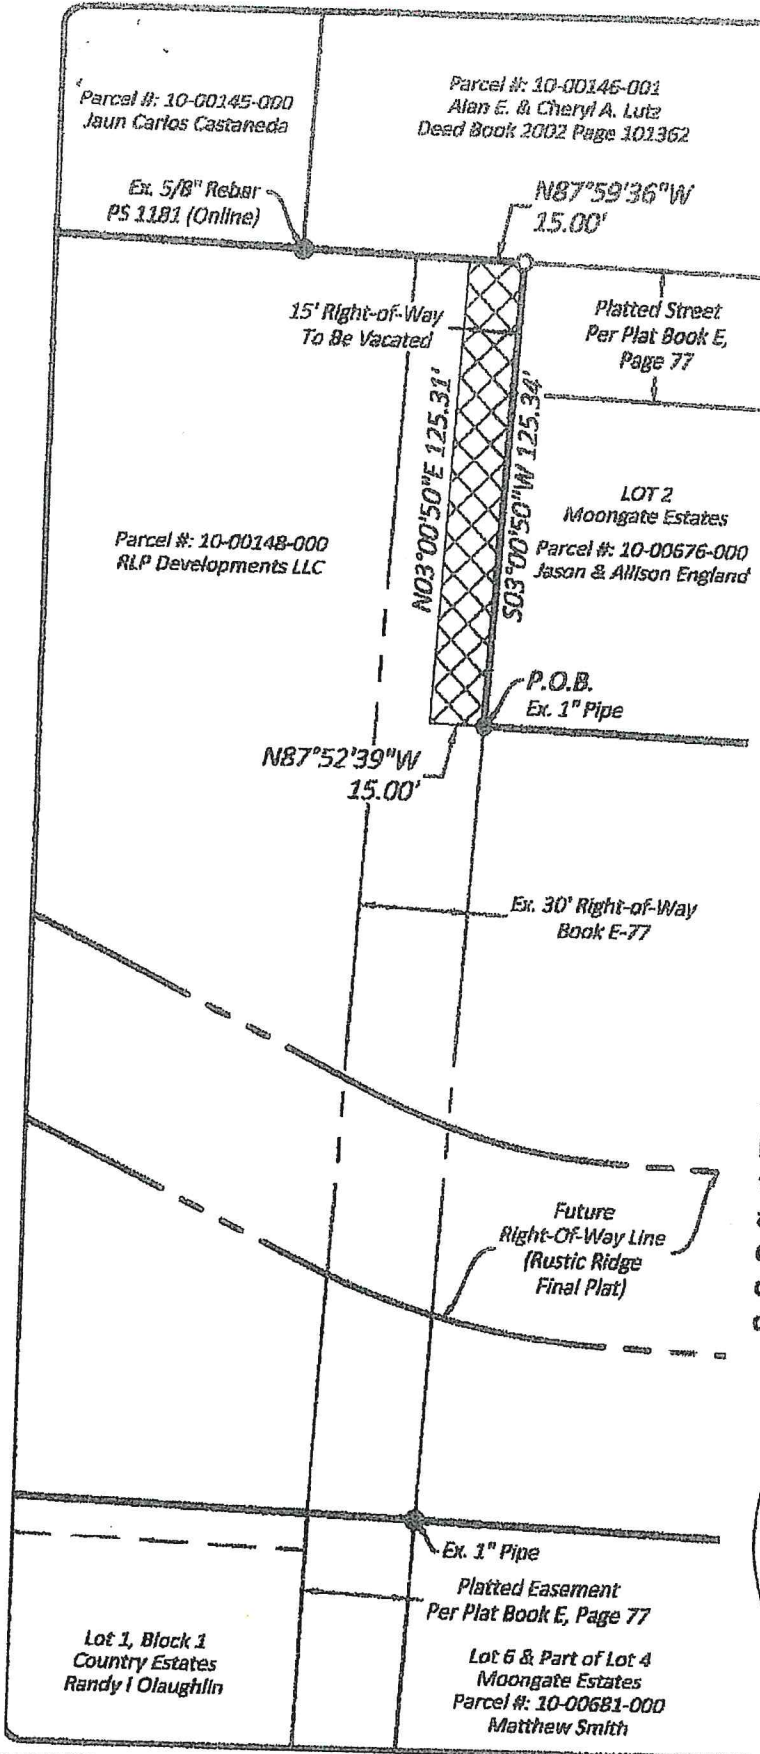 Parcel #: 10-00145-000
Jaun Carlos Castaneda
Parcel #: 10-00146-001
Alan E. & Cheryl A. Lutz
Deed Book 2002 Page 101362
Ex. 5/8" Rebar
PS 1181 (Online)
N87°59'36"W
15.00'
15' Right-of-Way
To Be Vacated
Platted Street
Per Plat Book E,
Page 77
N03°00'50"E 125.31'
S03°00'50"W 125.34'
LOT 2
Moongate Estates
Parcel #: 10-00676-000
Jason & Allison England
Parcel #: 10-00148-000
RLP Developments LLC
P.O.B.
Ex. 1" Pipe
N87°52'39"W
15.00'
Ex. 30' Right-of-Way
Book E-77
Future
Right-Of-Way Line
(Rustic Ridge
Final Plat)
Ex. 1" Pipe
Platted Easement
Per Plat Book E, Page 77
Lot 1, Block 1
Country Estates
Randy I Olaughlin
Lot 6 & Part of Lot 4
Moongate Estates
Parcel #: 10-00681-000
Matthew Smith